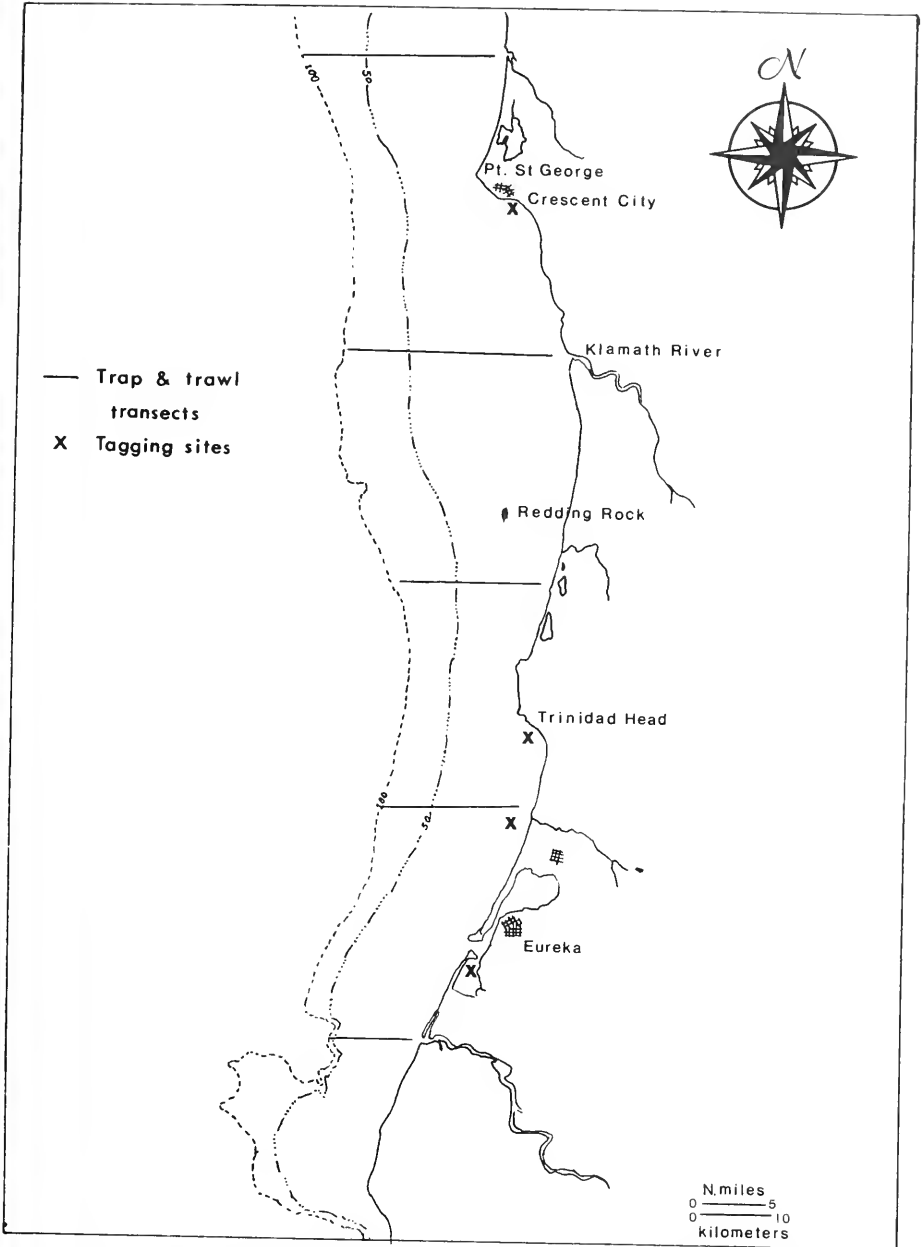 N
100
50
Pt. St George
Crescent City
Klamath River
— Trap & trawl
transects
X Tagging sites
Redding Rock
Trinidad Head
100
50
Eureka
N. miles
0 5
0 10
kilometers